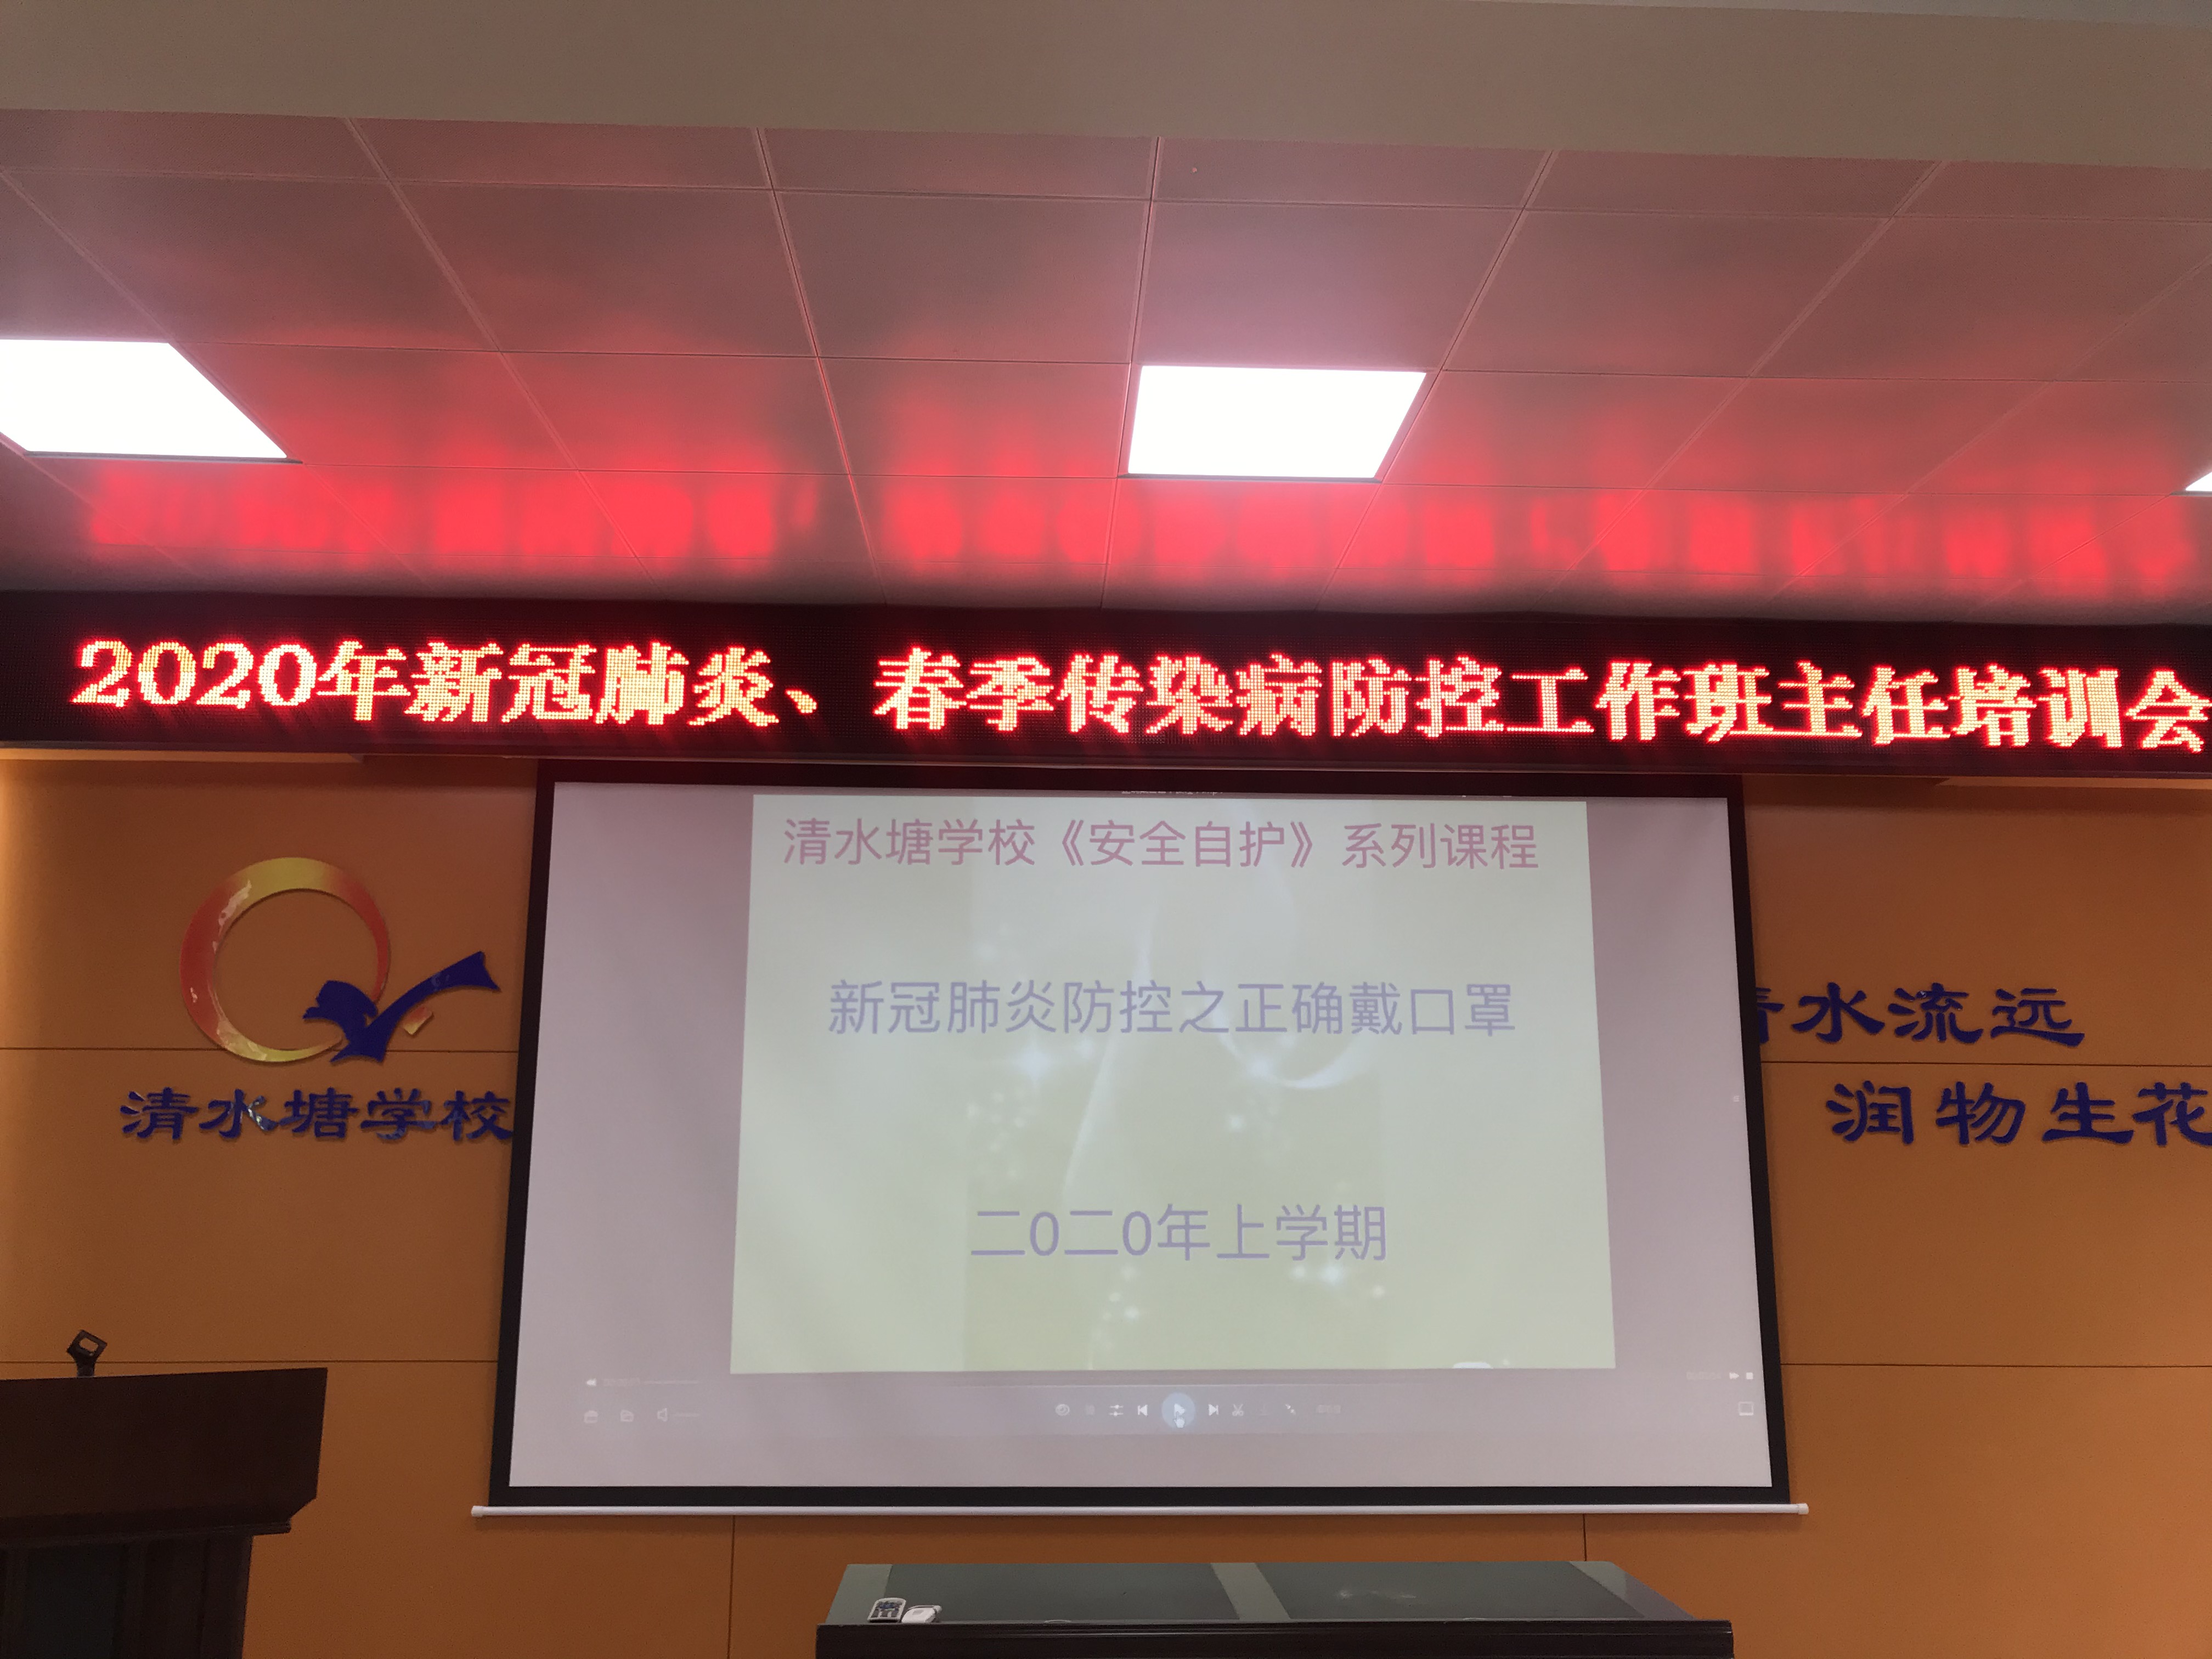 2020年新冠肺炎、春季传染病防控工作班主任培训会
清水塘学校《安全自护》系列课程
新冠肺炎防控之正确戴口罩
二0二0年上学期
清水塘学校
清水流远
润物生花